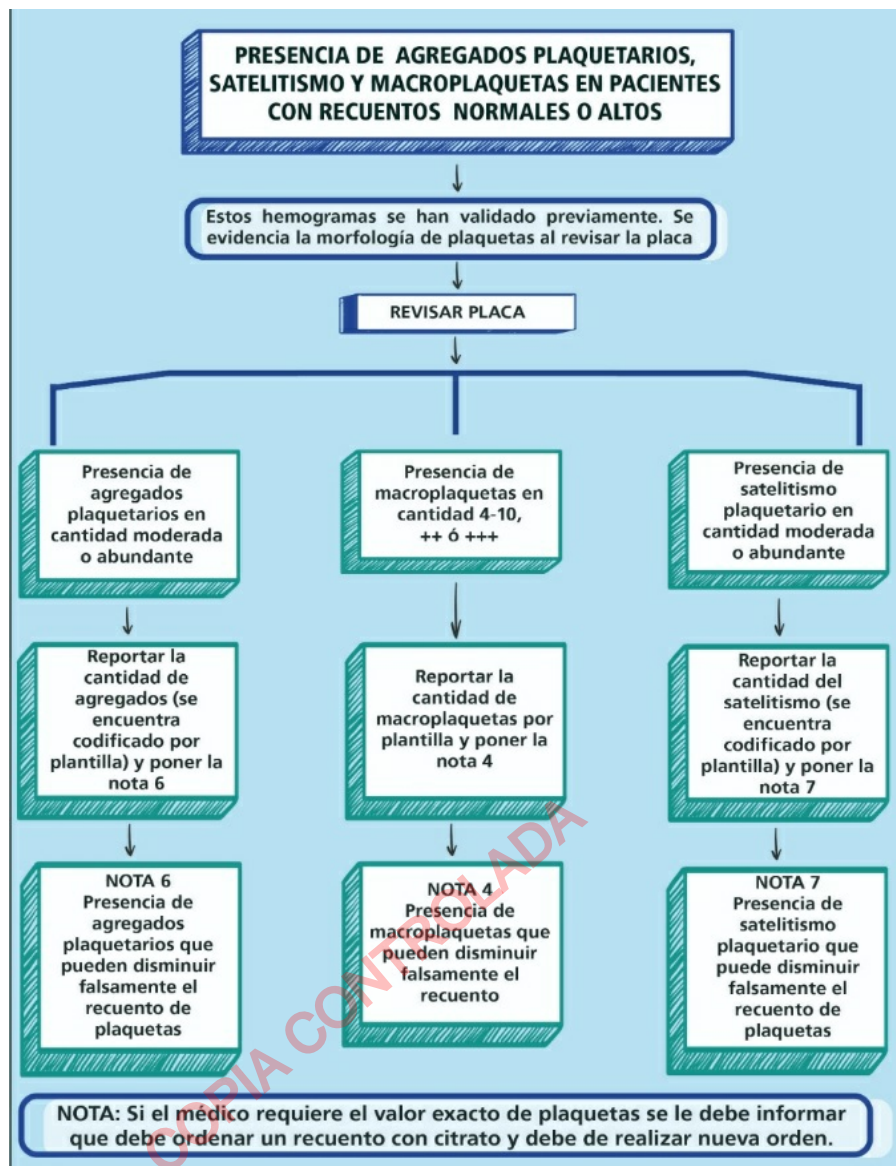 PRESENCIA DE AGREGADOS PLAQUETARIOS,
SATELITISMO Y MACROPLAQUETAS EN PACIENTES
CON RECUENTOS NORMALES O ALTOS
Estos hemogramas se han validado previamente. Se
evidencia la morfología de plaquetas al revisar la placa
REVISAR PLACA
Presencia de
agregados
plaquetarios en
cantidad moderada
o abundante
Presencia de
macroplaquetas en
cantidad 4-10,
++ ó +++
Presencia de
satelitismo
plaquetario en
cantidad moderada
o abundante
Reportar la
cantidad de
agregados (se
encuentra
codificado por
plantilla) y poner la
nota 6
Reportar la
cantidad de
macroplaquetas por
plantilla y poner la
nota 4
Reportar la
cantidad del
satelitismo (se
encuentra
codificado por
plantilla) y poner la
nota 7
NOTA 6
Presencia de
agregados
plaquetarios que
pueden disminuir
falsamente el
recuento de
plaquetas
NOTA 4
Presencia de
macroplaquetas que
pueden disminuir
falsamente el
recuento
NOTA 7
Presencia de
satelitismo
plaquetario que
puede disminuir
falsamente el
recuento de
plaquetas
COPIA CONTROLADA
NOTA: Si el médico requiere el valor exacto de plaquetas se le debe informar
que debe ordenar un recuento con citrato y debe de realizar nueva orden.